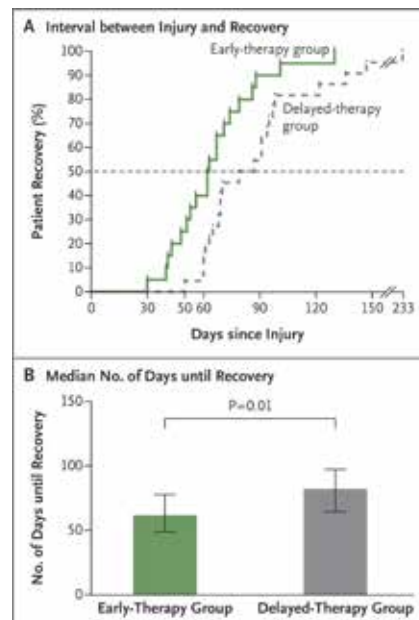 A Interval between Injury and Recovery
100
90
80
70
60
50
40
30
20
10
0
Patient Recovery (%)
Early-therapy group
Delayed-therapy
group
0 30 50 60 90 120 150 233
Days since Injury
B Median No. of Days until Recovery
150
100
50
0
No. of Days until Recovery
P=0.01
Early-Therapy Group Delayed-Therapy Group